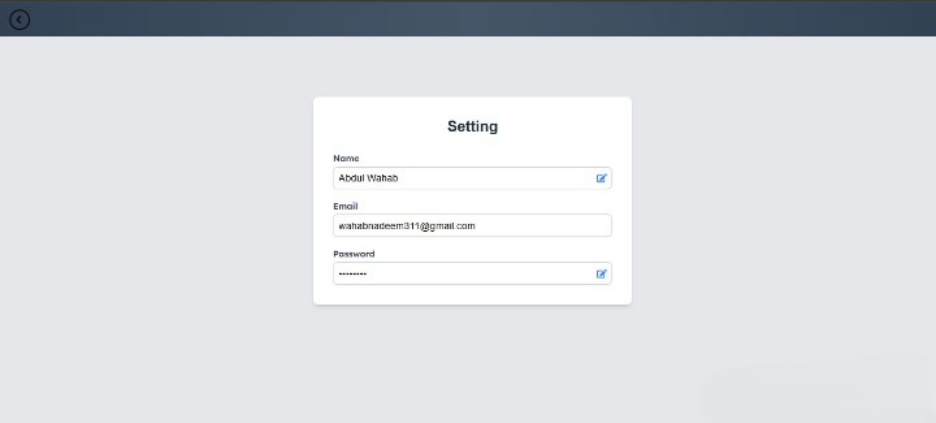 Setting
Name
Abdul Wahab
Email
wahabnadeem311@gmail.com
Password
--------